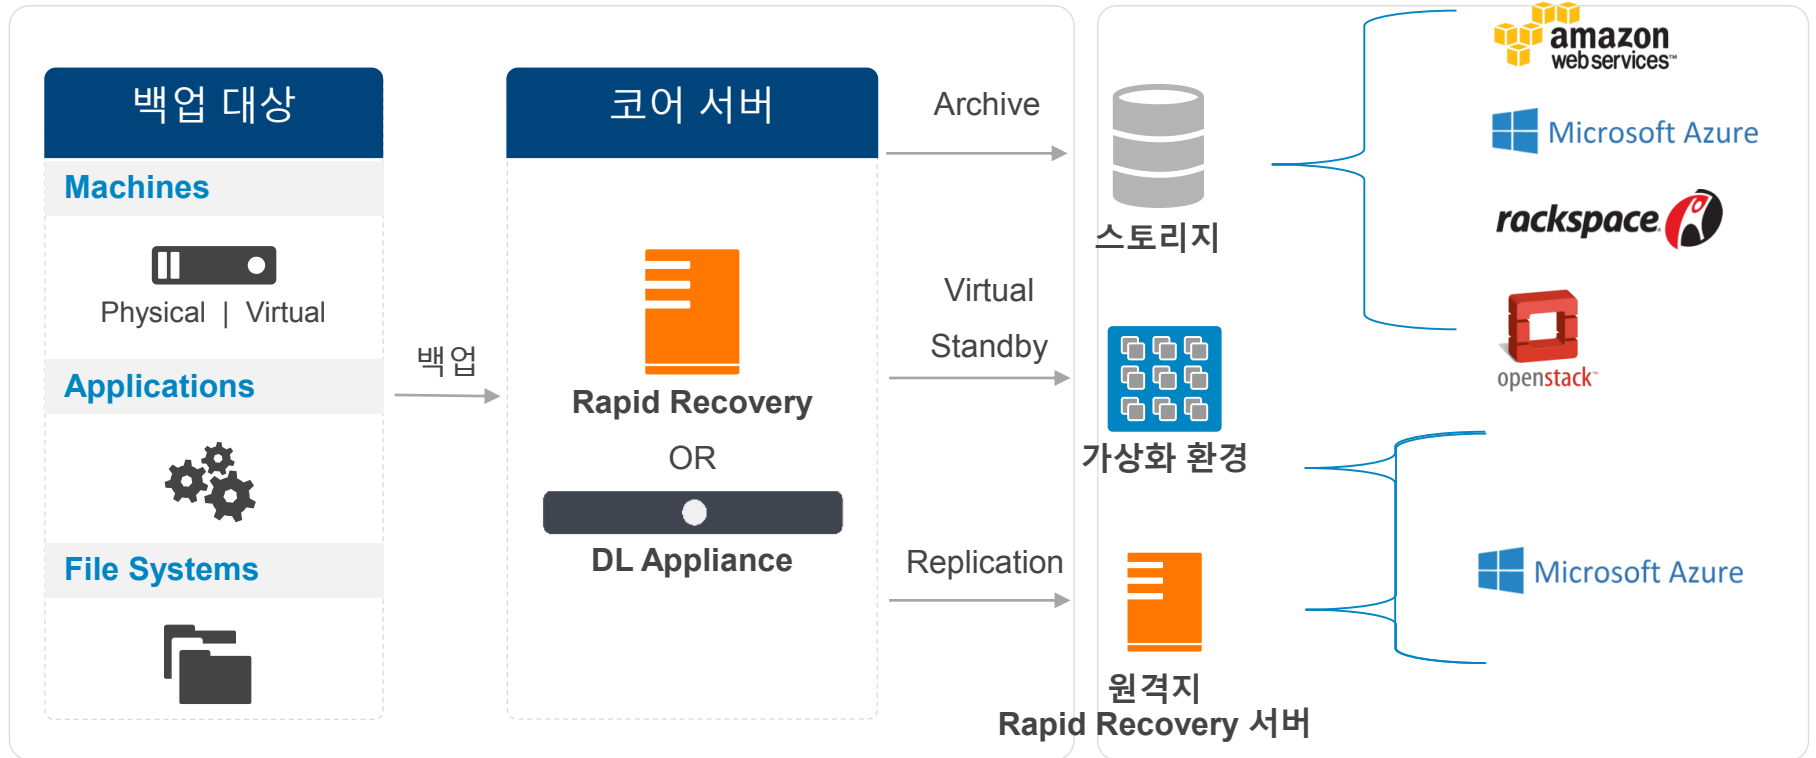 백업 대상
Machines
Physical | Virtual
Applications
File Systems
백업
코어 서버
Rapid Recovery
OR
DL Appliance
Archive
Virtual
Standby
Replication
스토리지
가상화 환경
원격지
Rapid Recovery 서버
amazon
web services™
Microsoft Azure
rackspace.
openstack™
Microsoft Azure